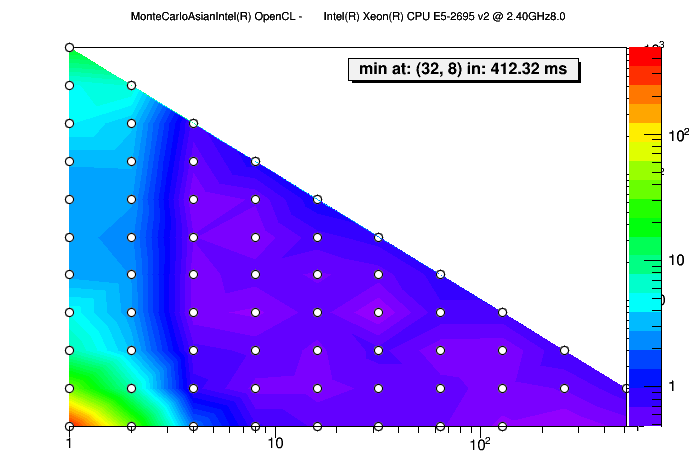 MonteCarloAsianIntel(R) OpenCL - Intel(R) Xeon(R) CPU E5-2695 v2 @ 2.40GHz8.0
min at: (32, 8) in: 412.32 ms
10³
10²
10
1
1 10 10²